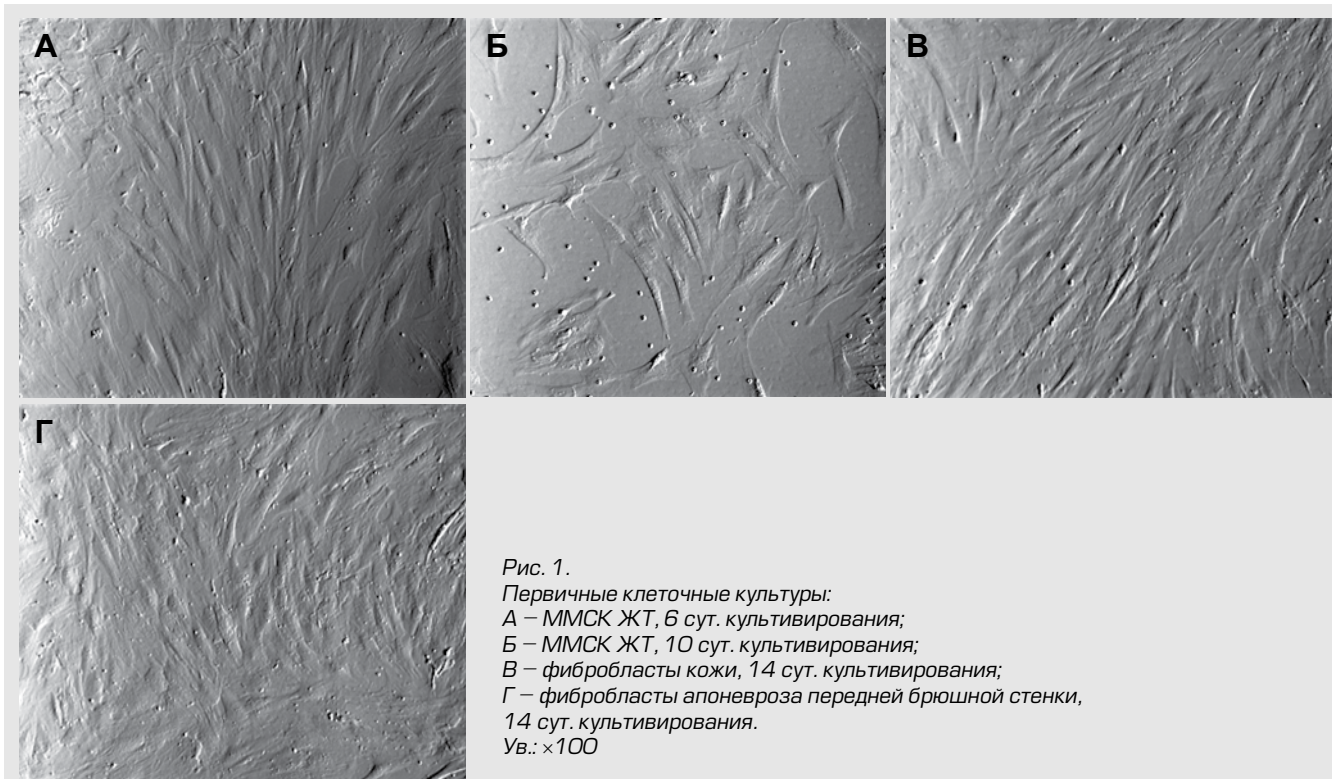 А
Б
В
Г
Рис. 1.
Первичные клеточные культуры:
А – ММСК ЖТ, 6 сут. культивирования;
Б – ММСК ЖТ, 10 сут. культивирования;
В – фибробласты кожи, 14 сут. культивирования;
Г – фибробласты апоневроза передней брюшной стенки,
14 сут. культивирования.
Ув.: ×100